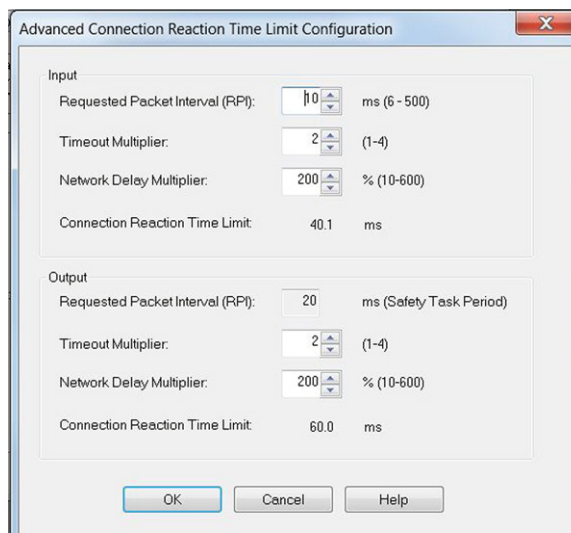 Advanced Connection Reaction Time Limit Configuration
Input
Requested Packet Interval (RPI): 10 ms (6 - 500)
Timeout Multiplier: 2 (1-4)
Network Delay Multiplier: 200 % (10-600)
Connection Reaction Time Limit: 40.1 ms
Output
Requested Packet Interval (RPI): 20 ms (Safety Task Period)
Timeout Multiplier: 2 (1-4)
Network Delay Multiplier: 200 % (10-600)
Connection Reaction Time Limit: 60.0 ms
OK Cancel Help